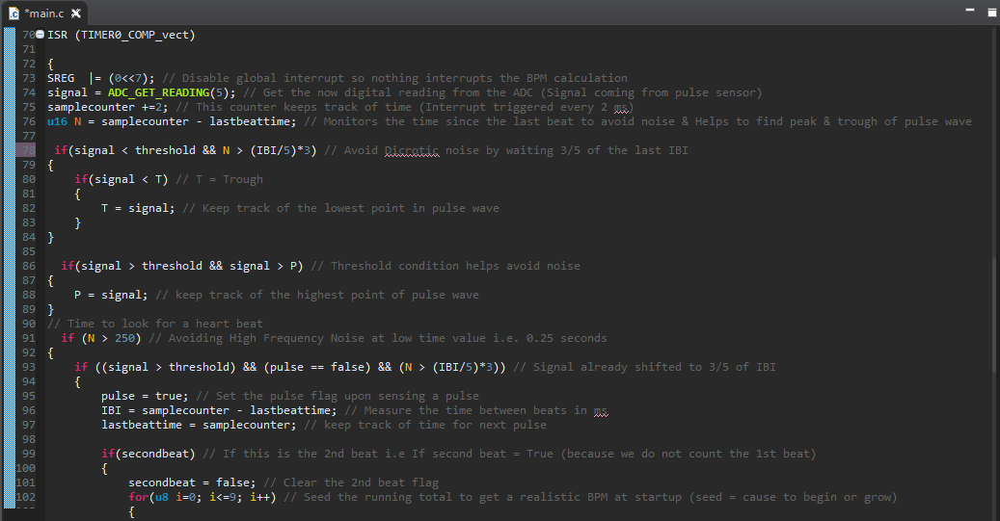 *main.c
70 ISR (TIMER0_COMP_vect)
71
72 {
73 SREG |= (0<<7); // Disable global interrupt so nothing interrupts the BPM calculation
74 signal = ADC_GET_READING(5); // Get the now digital reading from the ADC (Signal coming from pulse sensor)
75 samplecounter +=2; // This counter keeps track of time (Interrupt triggered every 2 ms)
76 u16 N = samplecounter - lastbeattime; // Monitors the time since the last beat to avoid noise & Helps to find peak & trough of pulse wave
77
78 if(signal < threshold && N > (IBI/5)*3) // Avoid Dicrotic noise by waiting 3/5 of the last IBI
79 {
80 if(signal < T) // T = Trough
81 {
82 T = signal; // Keep track of the lowest point in pulse wave
83 }
84 }
85
86 if(signal > threshold && signal > P) // Threshold condition helps avoid noise
87 {
88 P = signal; // keep track of the highest point of pulse wave
89 }
90 // Time to look for a heart beat
91 if (N > 250) // Avoiding High Frequency Noise at low time value i.e. 0.25 seconds
92 {
93 if ((signal > threshold) && (pulse == false) && (N > (IBI/5)*3)) // Signal already shifted to 3/5 of IBI
94 {
95 pulse = true; // Set the pulse flag upon sensing a pulse
96 IBI = samplecounter - lastbeattime; // Measure the time between beats in ms
97 lastbeattime = samplecounter; // keep track of time for next pulse
98
99 if(secondbeat) // If this is the 2nd beat i.e If second beat = True (because we do not count the 1st beat)
100 {
101 secondbeat = false; // Clear the 2nd beat flag
102 for(u8 i=0; i<=9; i++) // Seed the running total to get a realistic BPM at startup (seed = cause to begin or grow)
{